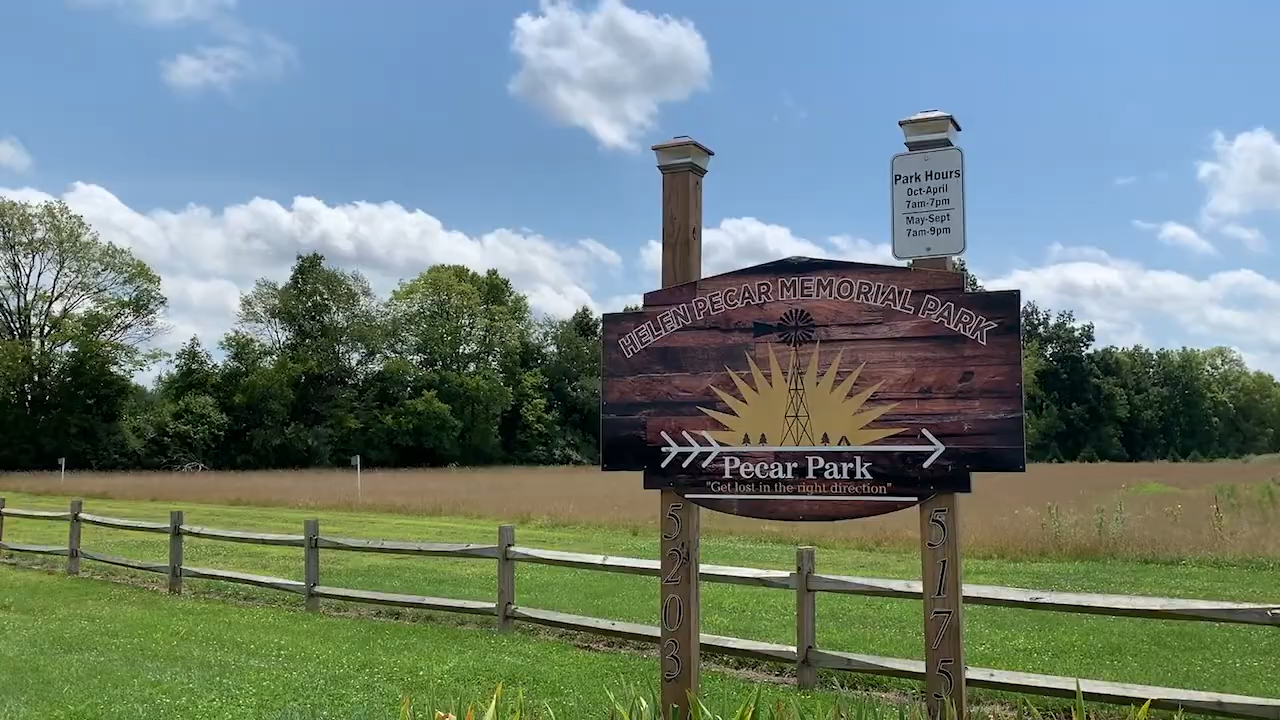 Park Hours
Oct-April
7am-7pm
May-Sept
7am-9pm
HELEN PECAR MEMORIAL PARK
Pecar Park
"Get lost in the right direction"
5203
5175